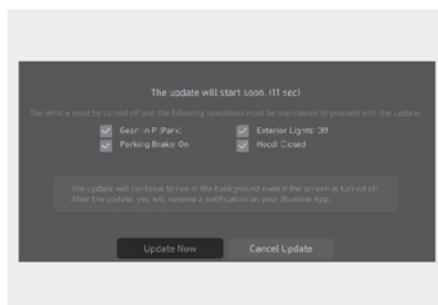 The update will start soon. (11 sec)
The vehicle must be turned off and the following conditions must be maintained to proceed with the update.
Gear: in P (Park)
Exterior Lights: Off
Parking Brake: On
Hood: Closed
The update will continue to run in the background even if the screen is turned off.
After the update, you will receive a notification on your Bluelink App.
Update Now
Cancel Update